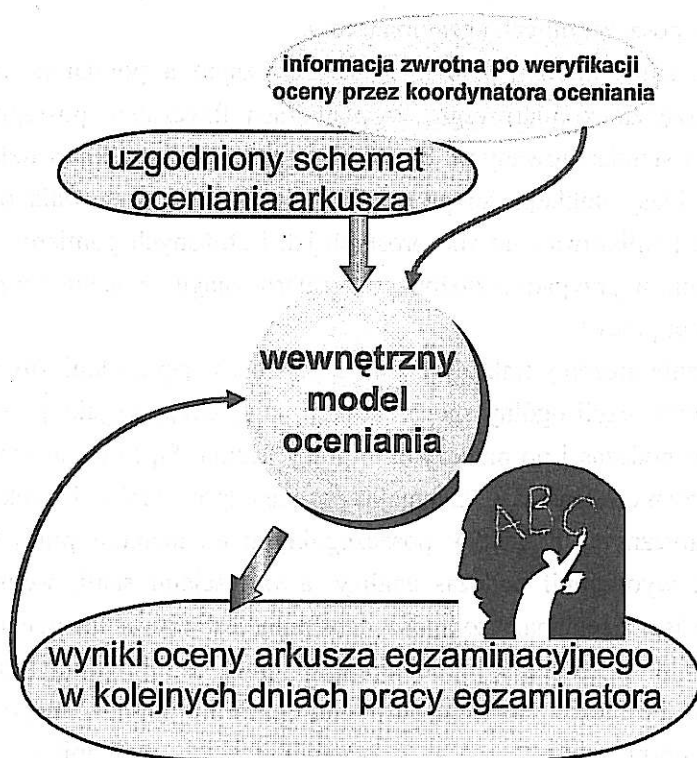 informacja zwrotna po weryfikacji
oceny przez koordynatora oceniania
uzgodniony schemat
oceniania arkusza
wewnętrzny
model
oceniania
ABC
wyniki oceny arkusza egzaminacyjnego
w kolejnych dniach pracy egzaminatora